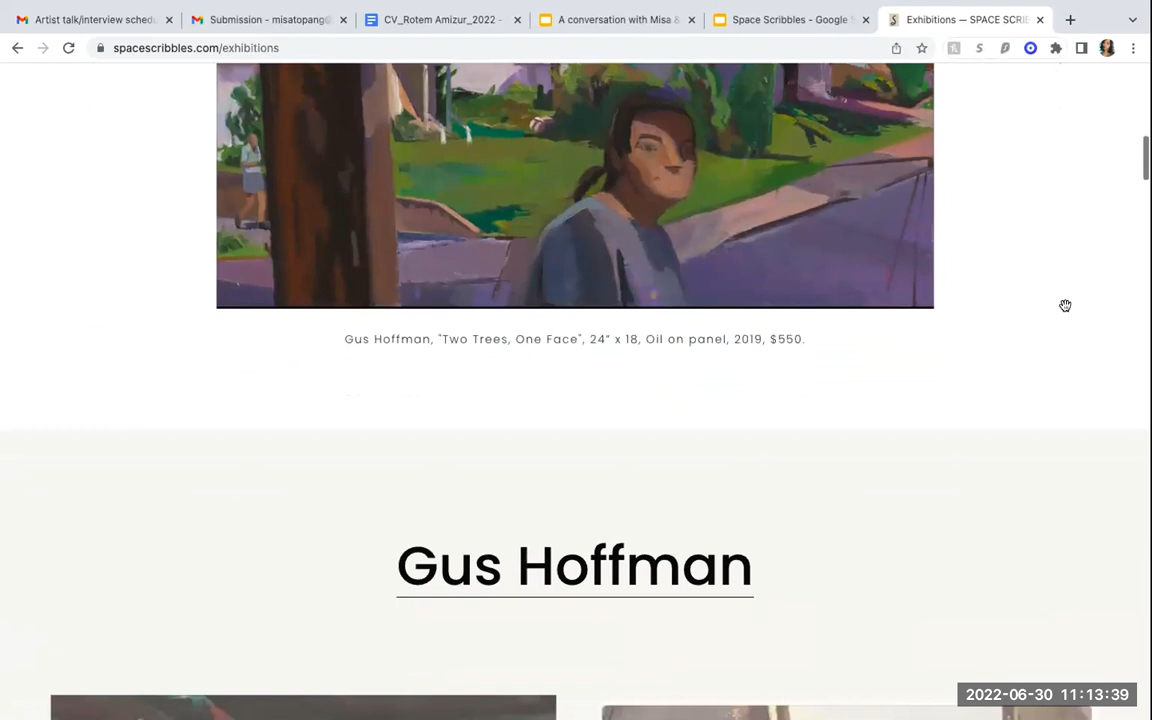 Artist talk/interview schedu
Submission - misatopang@
CV_Rotem Amizur_2022 -
A conversation with Misa &
Space Scribbles - Google S
Exhibitions — SPACE SCRIB
spacescribbles.com/exhibitions
Gus Hoffman, "Two Trees, One Face", 24” x 18, Oil on panel, 2019, $550.
Gus Hoffman
2022-06-30 11:13:39